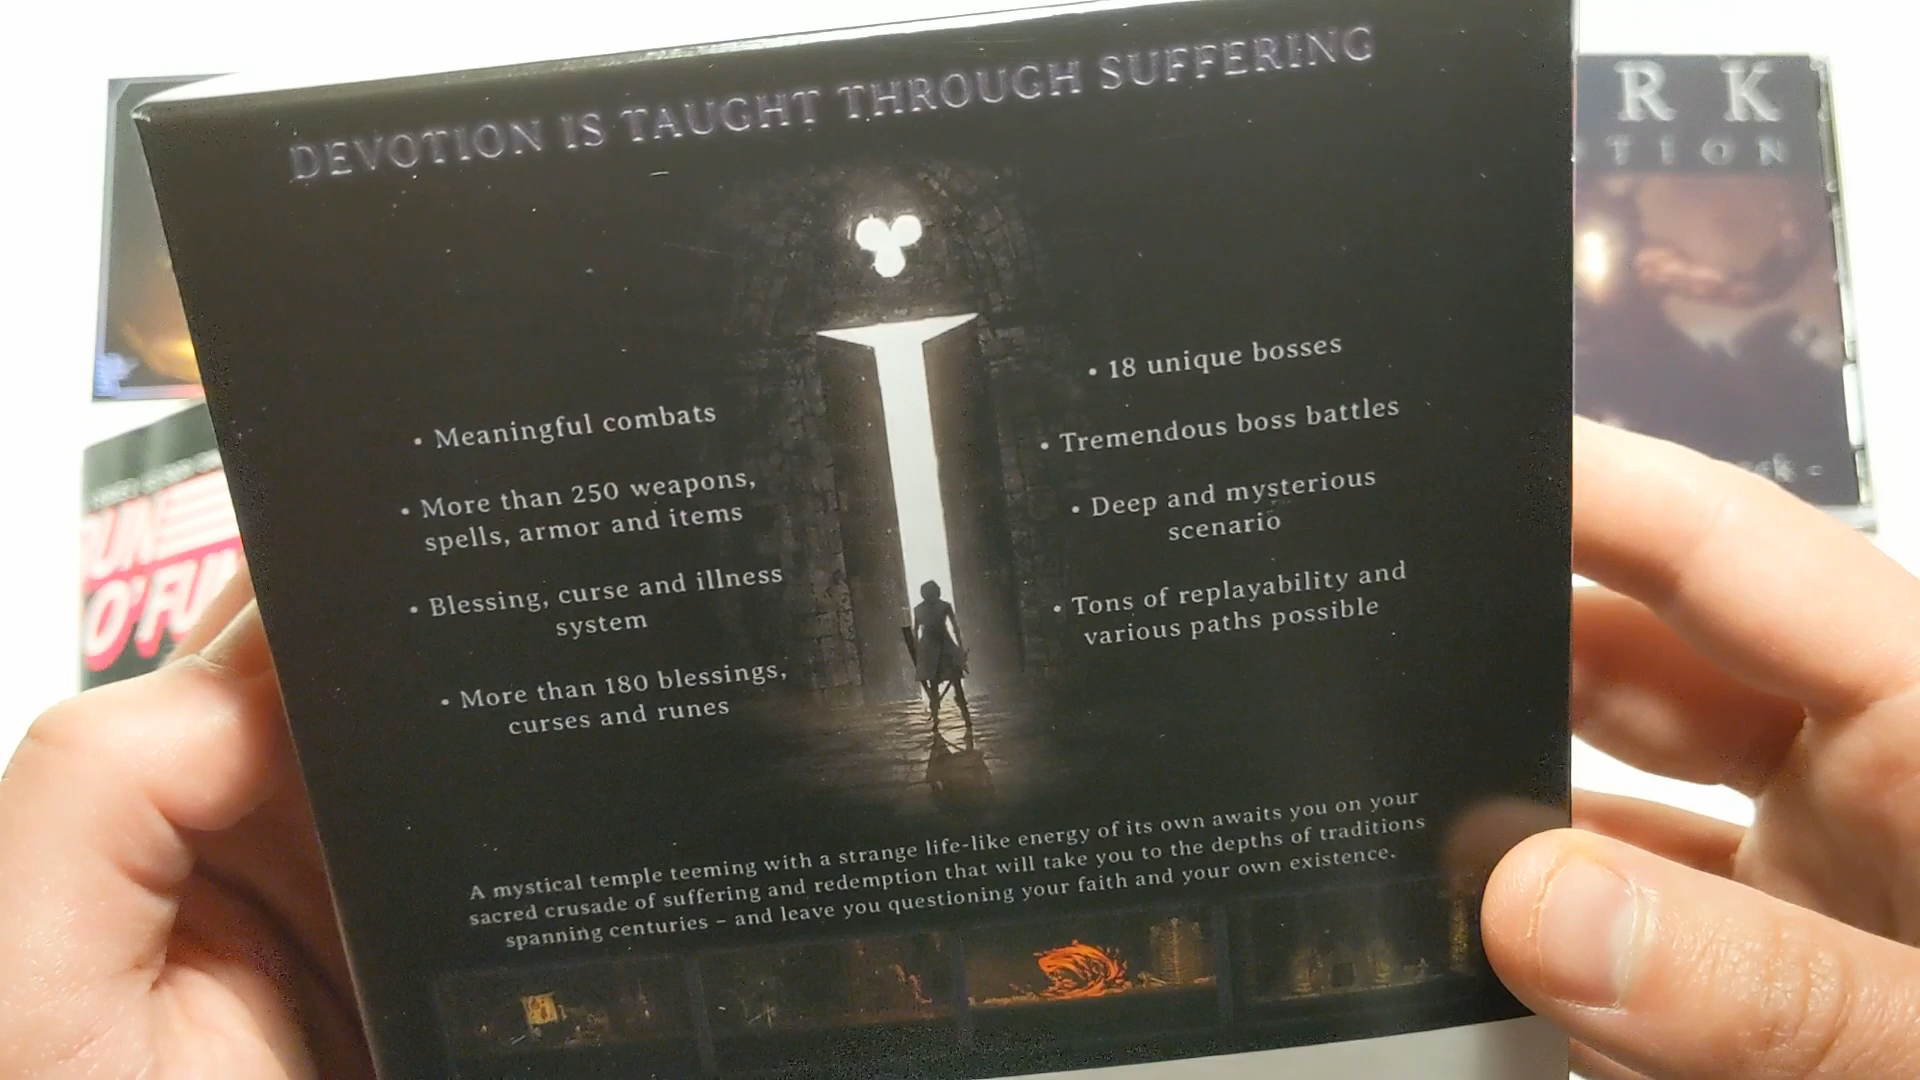 DEVOTION IS TAUGHT THROUGH SUFFERING
• Meaningful combats
• More than 250 weapons,
spells, armor and items
• Blessing, curse and illness
system
• More than 180 blessings,
curses and runes
• 18 unique bosses
• Tremendous boss battles
• Deep and mysterious
scenario
• Tons of replayability and
various paths possible
A mystical temple teeming with a strange life-like energy of its own awaits you on your
sacred crusade of suffering and redemption that will take you to the depths of traditions
spanning centuries – and leave you questioning your faith and your own existence.
R K
TION
O'FUN